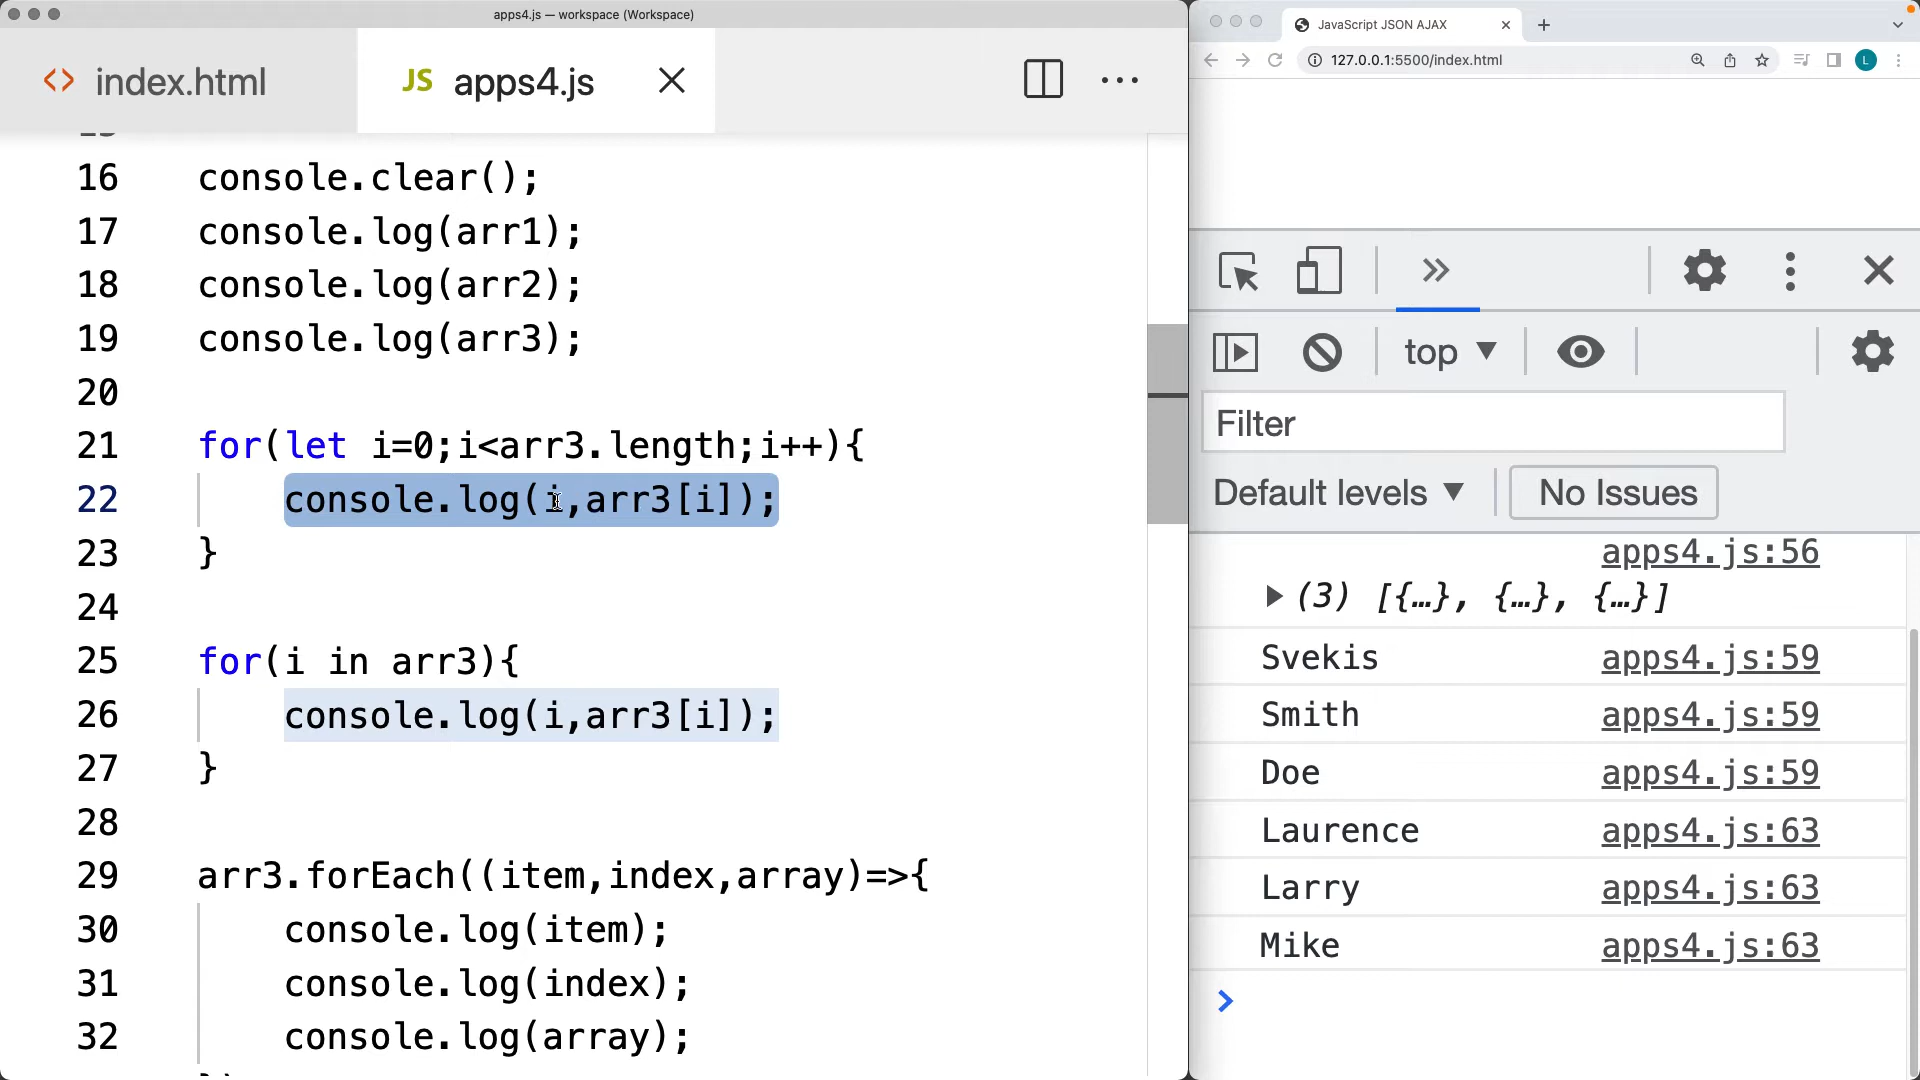 apps4.js — workspace (Workspace)
index.html
JS apps4.js
16 console.clear();
17 console.log(arr1);
18 console.log(arr2);
19 console.log(arr3);
20
21 for(let i=0;i<arr3.length;i++){
22 console.log(i,arr3[i]);
23 }
24
25 for(i in arr3){
26 console.log(i,arr3[i]);
27 }
28
29 arr3.forEach((item,index,array)=>{
30 console.log(item);
31 console.log(index);
32 console.log(array);
JavaScript JSON AJAX
127.0.0.1:5500/index.html
L
top
Filter
Default levels
No Issues
apps4.js:56
(3) [{…}, {…}, {…}]
Svekis apps4.js:59
Smith apps4.js:59
Doe apps4.js:59
Laurence apps4.js:63
Larry apps4.js:63
Mike apps4.js:63